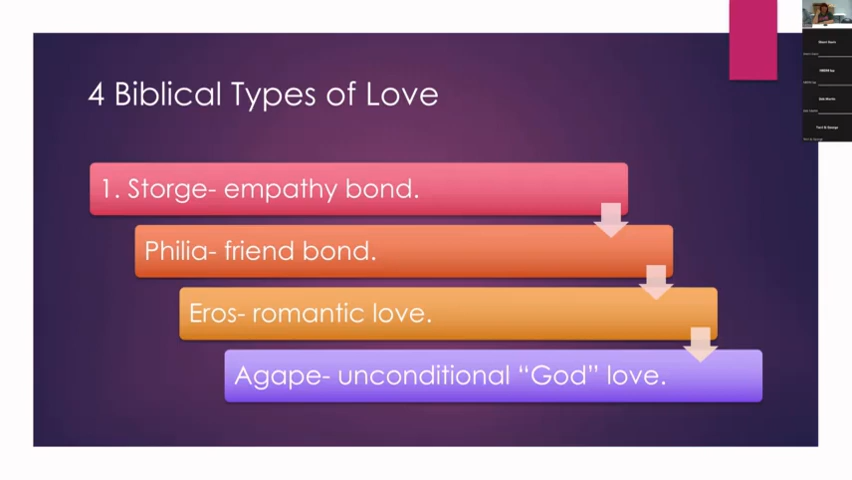 4 Biblical Types of Love
1. Storge- empathy bond.
Philia- friend bond.
Eros- romantic love.
Agape- unconditional “God” love.